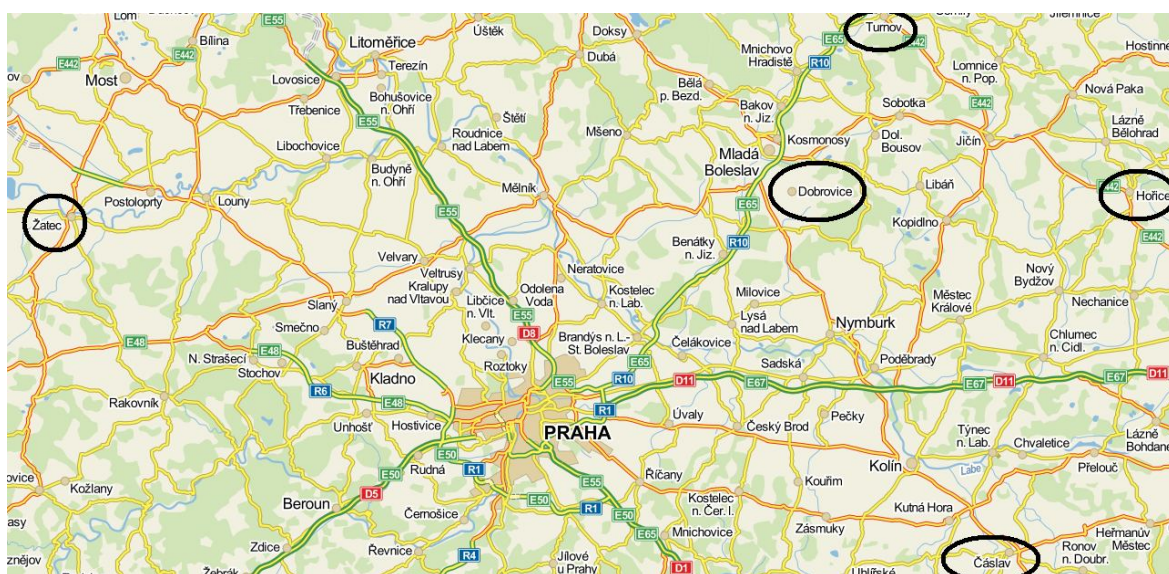 Lom
Bílina
E442
Most
E442
Lovosice
Třebenice
Litoměřice
Terezín
Bohušovice
n. Ohří
E55
Úštěk
Doksy
Dubá
Štětí
Roudnice
nad Labem
Mšeno
Bělá
p. Bezd.
Mnichovo
Hradiště
E65
R10
Turnov
E442
Semily
Jilemnice
Hostinné
Lomnice
n. Pop.
E442
Nová Paka
Bakov
n. Jiz.
Kosmonosy
Mladá
Boleslav
Sobotka
Dol.
Bousov
Jičín
Lázně
Bělohrad
E442
Hořice
E442
Žatec
Postoloprty
Louny
Libochovice
Budyně
n. Ohří
E55
Mělník
E55
Dobrovice
E65
Libáň
Kopidlno
Velvary
Veltrusy
Kralupy
nad Vltavou
Neratovice
Benátky
n. Jiz.
R10
Slaný
Smečno
R7
Buštěhrad
Libčice
n. Vlt.
Odolena
Voda
E55
D8
Klecany
Roztoky
Kostelec
n. Lab.
Brandýs n. L.-
St. Boleslav
Milovice
Lysá
nad Labem
Čelákovice
Nymburk
Sadská
Poděbrady
Městec
Králové
Nový
Bydžov
Nechanice
Chlumec
n. Cidl.
E48
E48
N. Strašecí
Stochov
Kladno
R6
E48
Rakovník
Unhošť
Hostivice
E50
PRAHA
E55
R10
E65
R1
D11
E67
E67
D11
E67
D11
Úvaly
Český Brod
Pečky
Týnec
n. Lab.
Chvaletice
Lázně
Bohdaneč
Labe
Přelouč
Kolín
Kožlany
Beroun
D5
E50
Rudná
R1
Černošice
E50
R1
E55
E50
E65
D1
Říčany
Kostelec
n. Čer. l.
Kouřim
Zásmuky
Kutná Hora
Heřmanův
Městec
Zdice
Žebrák
Řevnice
R4
Jílové
u Prahy
Uhlířské
Čáslav
Ronov
n. Doubr.